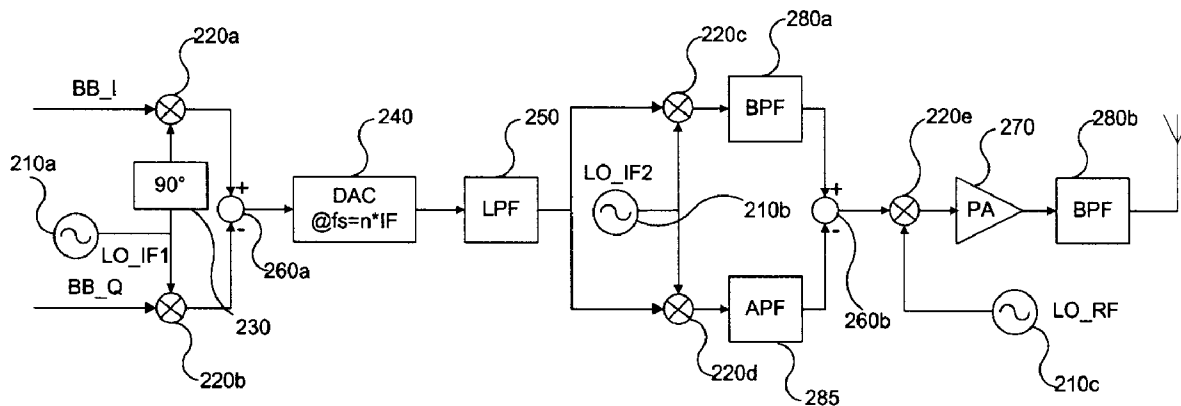 220a
220c
280a
BB_I
240
250
BPF
220e
270
280b
210a
90°
LO_IF2
+
DAC
@fs=n*IF
LPF
210b
+
PA
BPF
-
LO_IF1
260a
-
BB_Q
APF
260b
LO_RF
230
220b
220d
285
210c